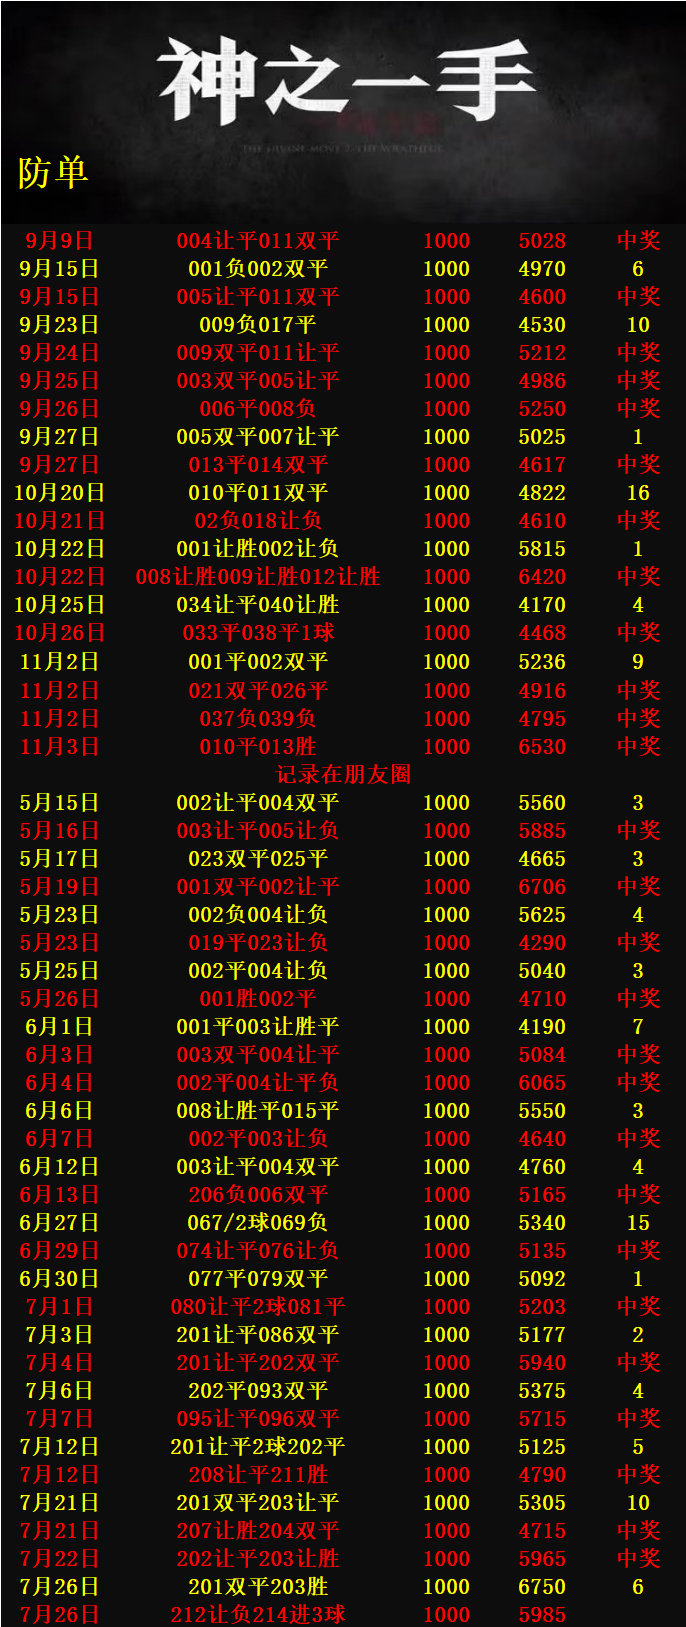 神之一手
THE DIVINE MOVE 2: THE WRATHFUL
防单
9月9日 004让平011双平 1000 5028 中奖
9月15日 001负002双平 1000 4970 6
9月15日 005让平011双平 1000 4600 中奖
9月23日 009负017平 1000 4530 10
9月24日 009双平011让平 1000 5212 中奖
9月25日 003双平005让平 1000 4986 中奖
9月26日 006平008负 1000 5250 中奖
9月27日 005双平007让平 1000 5025 1
9月27日 013平014双平 1000 4617 中奖
10月20日 010平011双平 1000 4822 16
10月21日 02负018让负 1000 4610 中奖
10月22日 001让胜002让负 1000 5815 1
10月22日 008让胜009让胜012让胜 1000 6420 中奖
10月25日 034让平040让胜 1000 4170 4
10月26日 033平038平1球 1000 4468 中奖
11月2日 001平002双平 1000 5236 9
11月2日 021双平026平 1000 4916 中奖
11月2日 037负039负 1000 4795 中奖
11月3日 010平013胜 1000 6530 中奖
记录在朋友圈
5月15日 002让平004双平 1000 5560 3
5月16日 003让平005让负 1000 5885 中奖
5月17日 023双平025平 1000 4665 3
5月19日 001双平002让平 1000 6706 中奖
5月23日 002负004让负 1000 5625 4
5月23日 019平023让负 1000 4290 中奖
5月25日 002平004让负 1000 5040 3
5月26日 001胜002平 1000 4710 中奖
6月1日 001平003让胜平 1000 4190 7
6月3日 003双平004让平 1000 5084 中奖
6月4日 002平004让平负 1000 6065 中奖
6月6日 008让胜平015平 1000 5550 3
6月7日 002平003让负 1000 4640 中奖
6月12日 003让平004双平 1000 4760 4
6月13日 206负006双平 1000 5165 中奖
6月27日 067/2球069负 1000 5340 15
6月29日 074让平076让负 1000 5135 中奖
6月30日 077平079双平 1000 5092 1
7月1日 080让平2球081平 1000 5203 中奖
7月3日 201让平086双平 1000 5177 2
7月4日 201让平202双平 1000 5940 中奖
7月6日 202平093双平 1000 5375 4
7月7日 095让平096双平 1000 5715 中奖
7月12日 201让平2球202平 1000 5125 5
7月12日 208让平211胜 1000 4790 中奖
7月21日 201双平203让平 1000 5305 10
7月21日 207让胜204双平 1000 4715 中奖
7月22日 202让平203让胜 1000 5965 中奖
7月26日 201双平203胜 1000 6750 6
7月26日 212让负214进3球 1000 5985